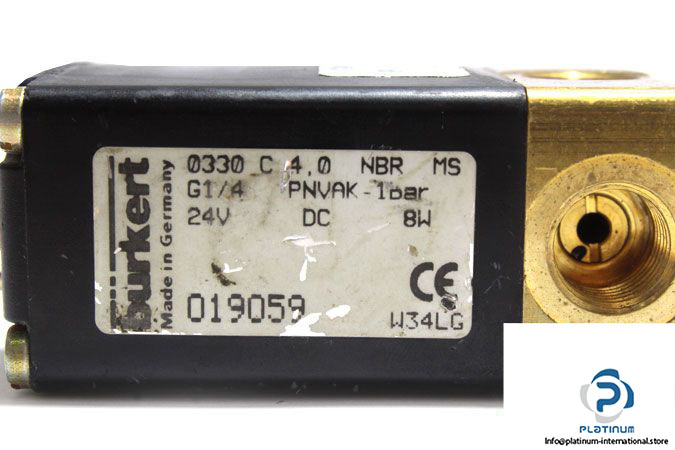 bürkert
Made in Germany
0330 C 4,0 NBR MS
G1/4 PNVAK-1bar
24V DC 8W
019059
CE
W34LG
PLATINUM
Info@platinum-international.store